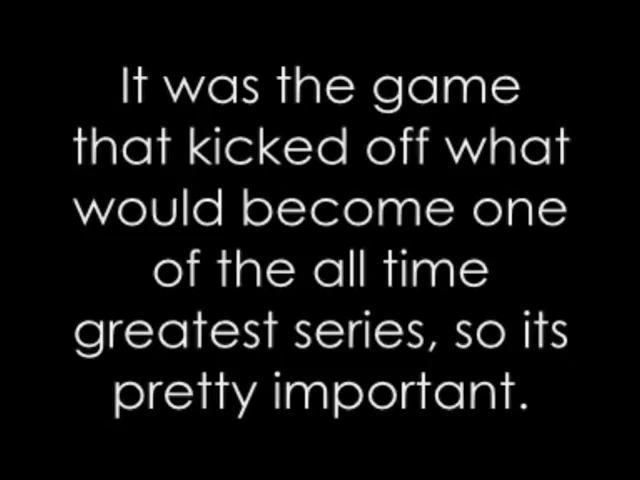 It was the game
that kicked off what
would become one
of the all time
greatest series, so its
pretty important.